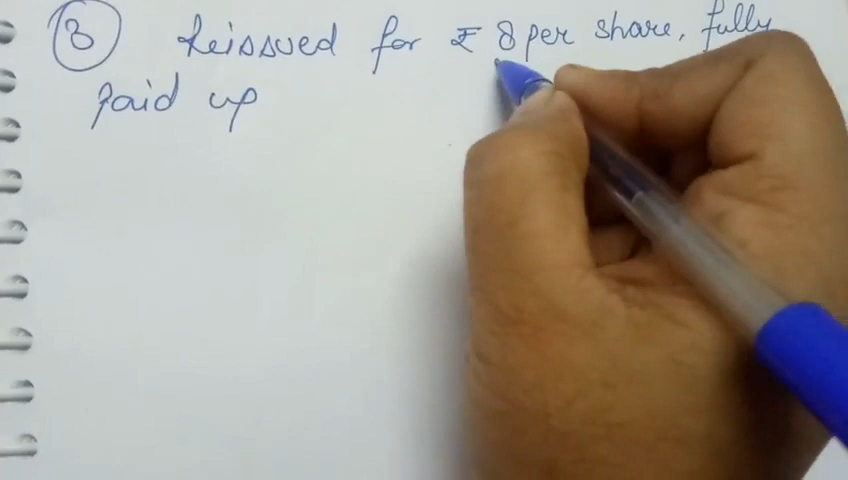 3 Reissued for ₹ 8 per share, fully
paid up